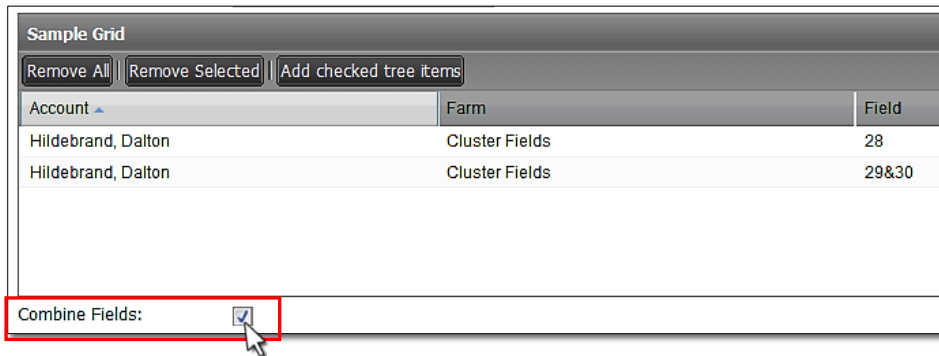 Sample Grid
Remove All Remove Selected Add checked tree items
Account Farm Field
Hildebrand, Dalton Cluster Fields 28
Hildebrand, Dalton Cluster Fields 29&30
Combine Fields: